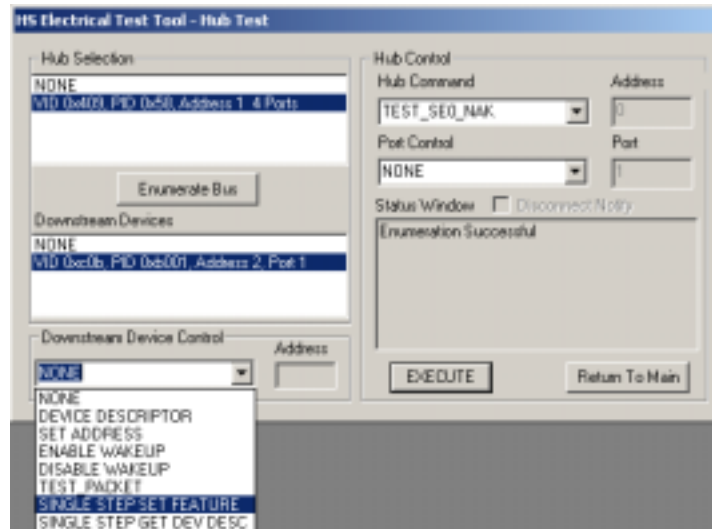 HS Electrical Test Tool - Hub Test
Hub Selection
NONE
VID 0x409, PID 0x58, Address 1 4 Ports
Enumerate Bus
Downstream Devices
NONE
VID 0xc0b, PID 0xb001, Address 2, Port 1
Downstream Device Control
Address
NONE
NONE
DEVICE DESCRIPTOR
SET ADDRESS
ENABLE WAKEUP
DISABLE WAKEUP
TEST_PACKET
SINGLE STEP SET FEATURE
SINGLE STEP GET DEV DESC
Hub Control
Hub Command
Address
TEST_SE0_NAK
0
Port Control
Port
NONE
1
Status Window
Disconnect Notify
Enumeration Successful
EXECUTE
Return To Main